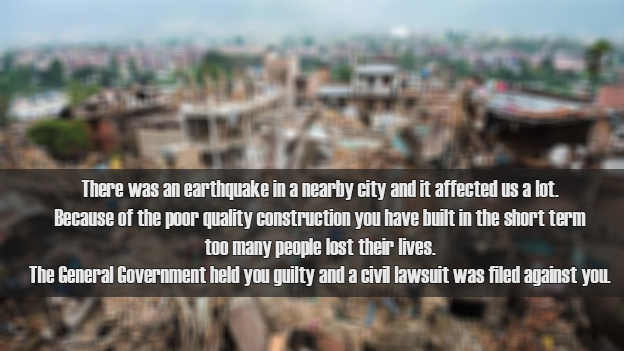 There was an earthquake in a nearby city and it affected us a lot.
Because of the poor quality construction you have built in the short term
too many people lost their lives.
The General Government held you guilty and a civil lawsuit was filed against you.